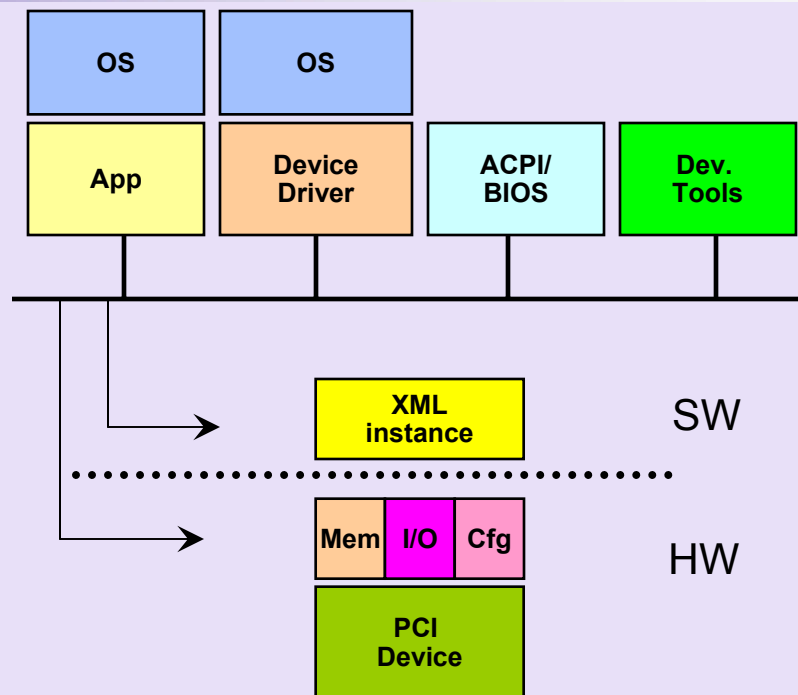 OS
OS
App
Device
Driver
ACPI/
BIOS
Dev.
Tools
XML
instance
SW
Mem
I/O
Cfg
HW
PCI
Device